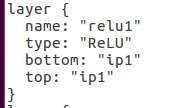 layer {
  name: "relu1"
  type: "ReLU"
  bottom: "ip1"
  top: "ip1"
}